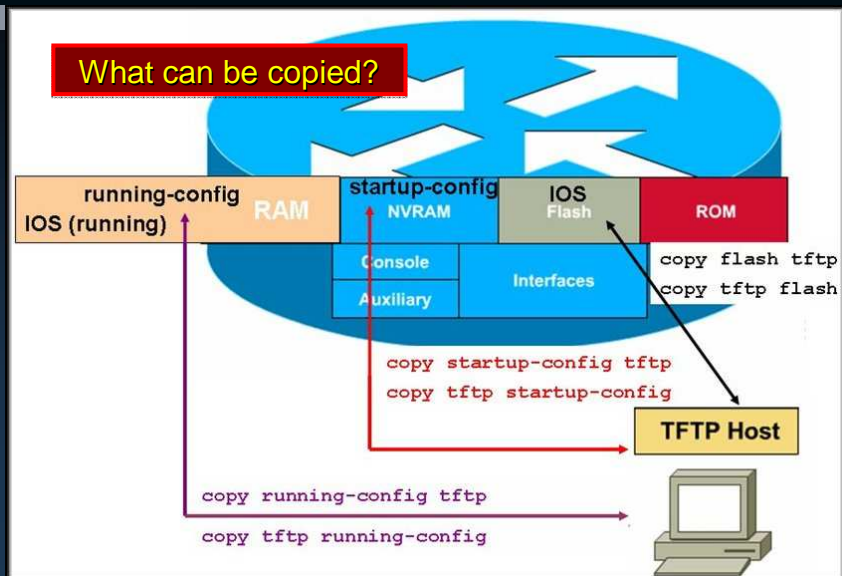 What can be copied?
running-config
IOS (running)
RAM
startup-config
NVRAM
IOS
Flash
ROM
Console
Auxiliary
Interfaces
copy flash tftp
copy tftp flash
copy startup-config tftp
copy tftp startup-config
TFTP Host
copy running-config tftp
copy tftp running-config